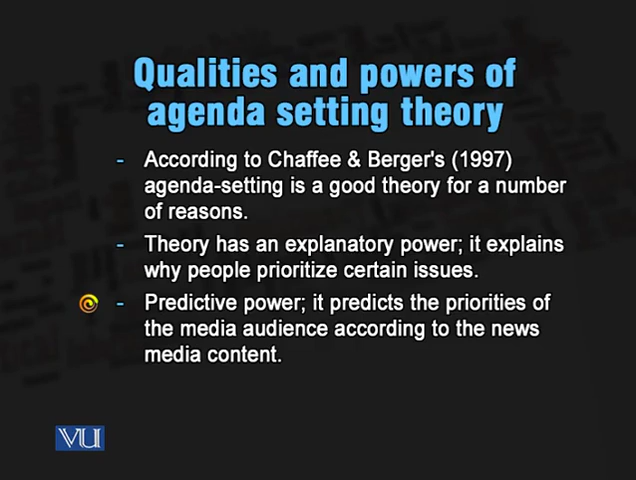 Qualities and powers of
agenda setting theory
- According to Chaffee & Berger's (1997)
agenda-setting is a good theory for a number
of reasons.
- Theory has an explanatory power; it explains
why people prioritize certain issues.
- Predictive power; it predicts the priorities of
the media audience according to the news
media content.
VU